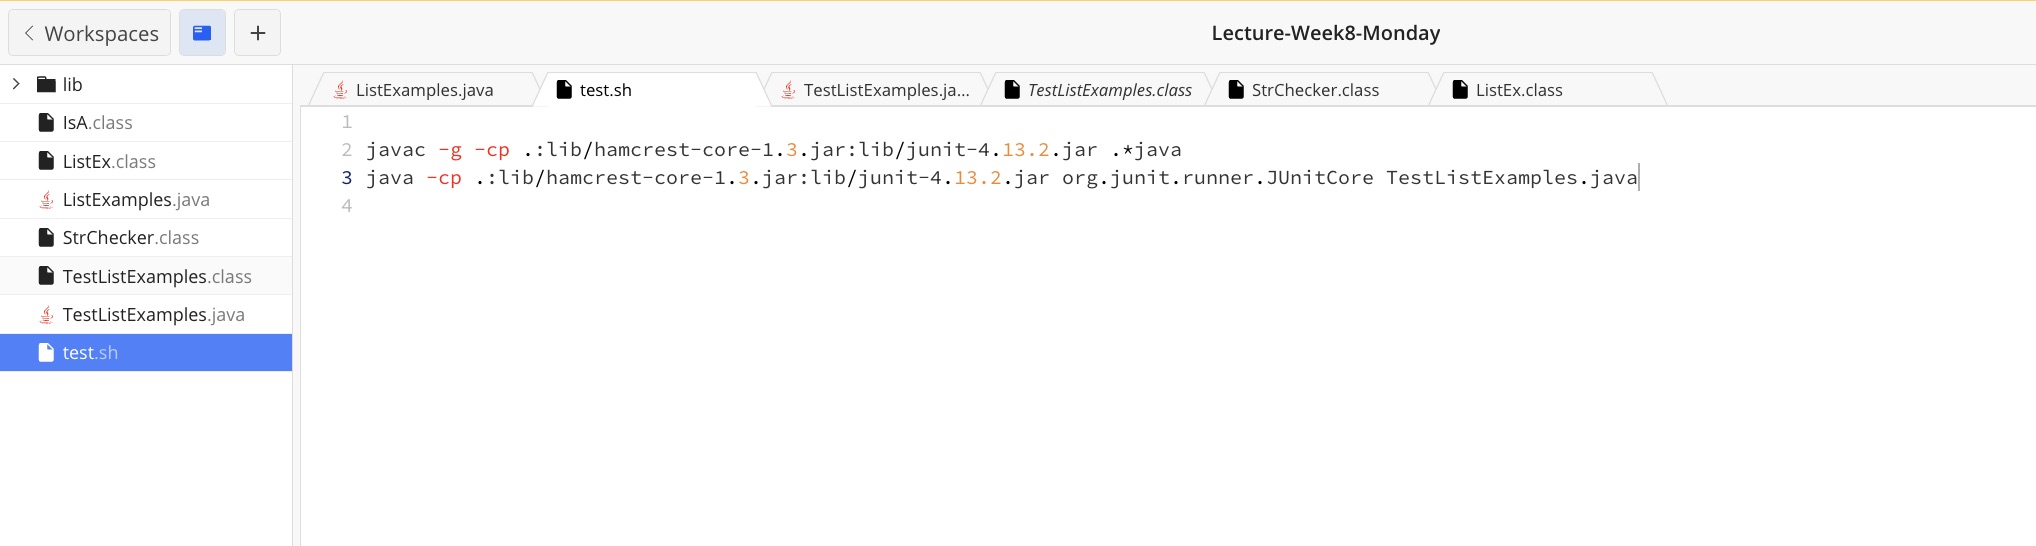 Workspaces
Lecture-Week8-Monday
lib
IsA.class
ListEx.class
ListExamples.java
StrChecker.class
TestListExamples.class
TestListExamples.java
test.sh
ListExamples.java test.sh TestListExamples.ja... TestListExamples.class StrChecker.class ListEx.class
1
2 javac -g -cp .:lib/hamcrest-core-1.3.jar:lib/junit-4.13.2.jar .*java
3 java -cp .:lib/hamcrest-core-1.3.jar:lib/junit-4.13.2.jar org.junit.runner.JUnitCore TestListExamples.java
4